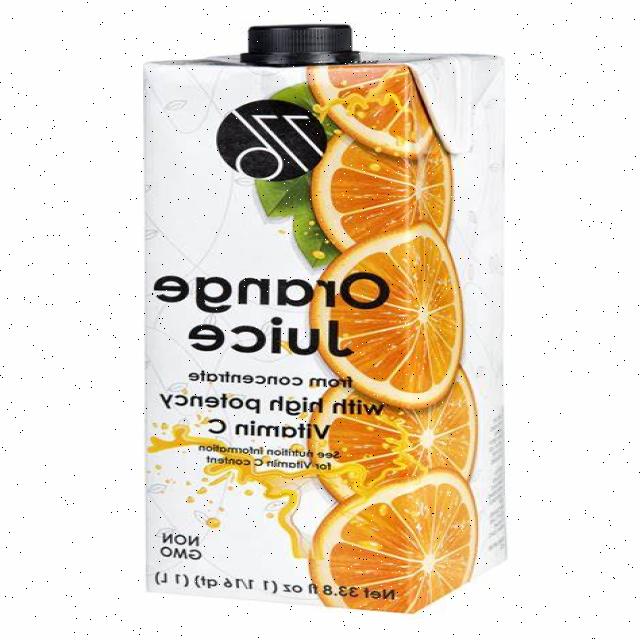 Orange
Juice
from concentrate
with high potency
Vitamin C
See nutrition information
for Vitamin C content
NON
GMO
Net 33.8 fl oz (1 1/16 qt) (1 L)